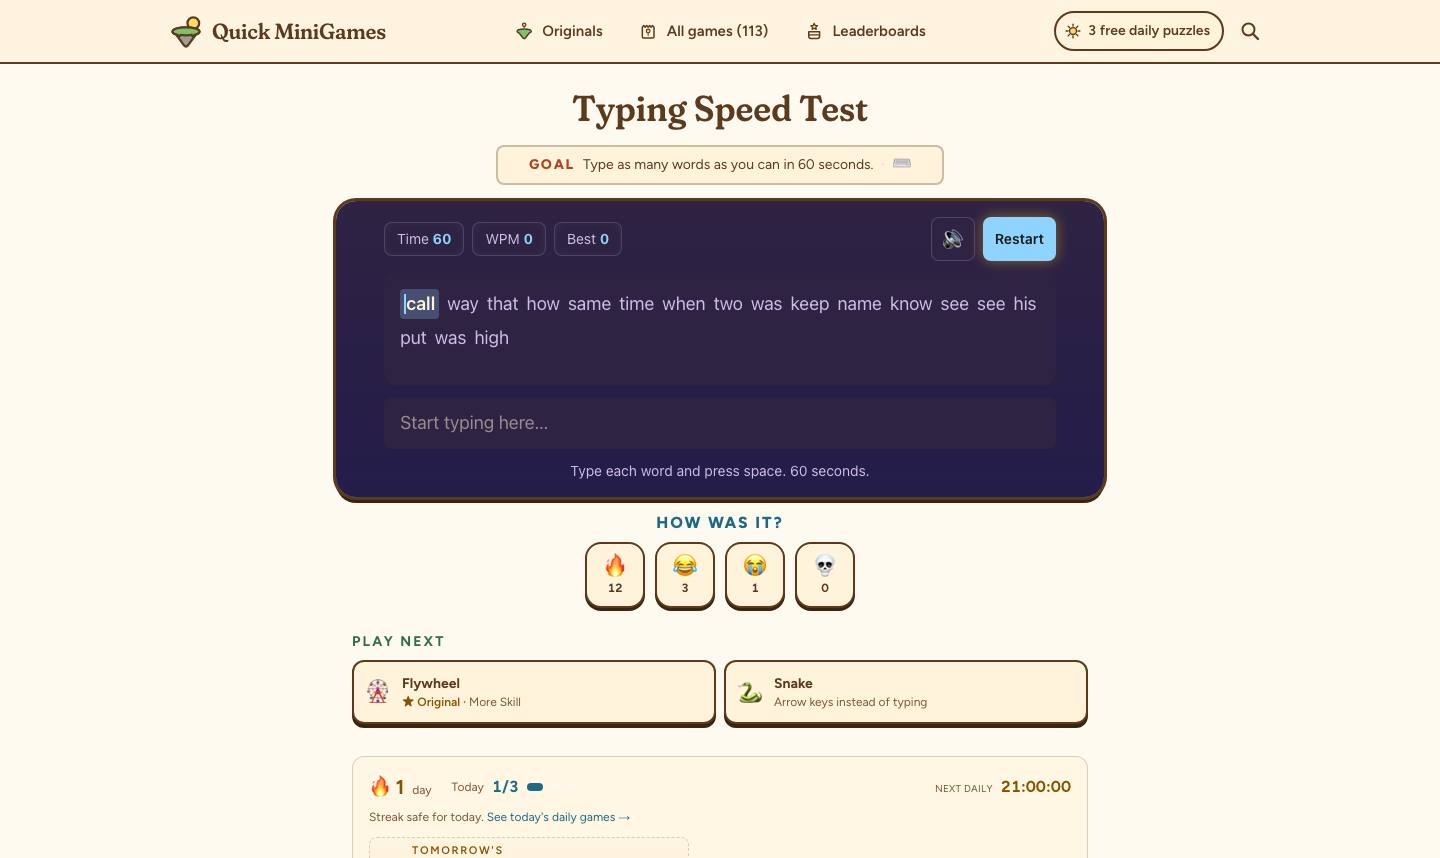 Quick MiniGames
Originals
All games (113)
Leaderboards
3 free daily puzzles
Typing Speed Test
GOAL Type as many words as you can in 60 seconds. ·
Time 60
WPM 0
Best 0
Restart
call way that how same time when two was keep name know see see his
put was high
Start typing here...
Type each word and press space. 60 seconds.
HOW WAS IT?
12
3
1
0
PLAY NEXT
Flywheel
Original · More Skill
Snake
Arrow keys instead of typing
1 day
Today 1/3
NEXT DAILY 21:00:00
Streak safe for today. See today's daily games →
TOMORROW'S